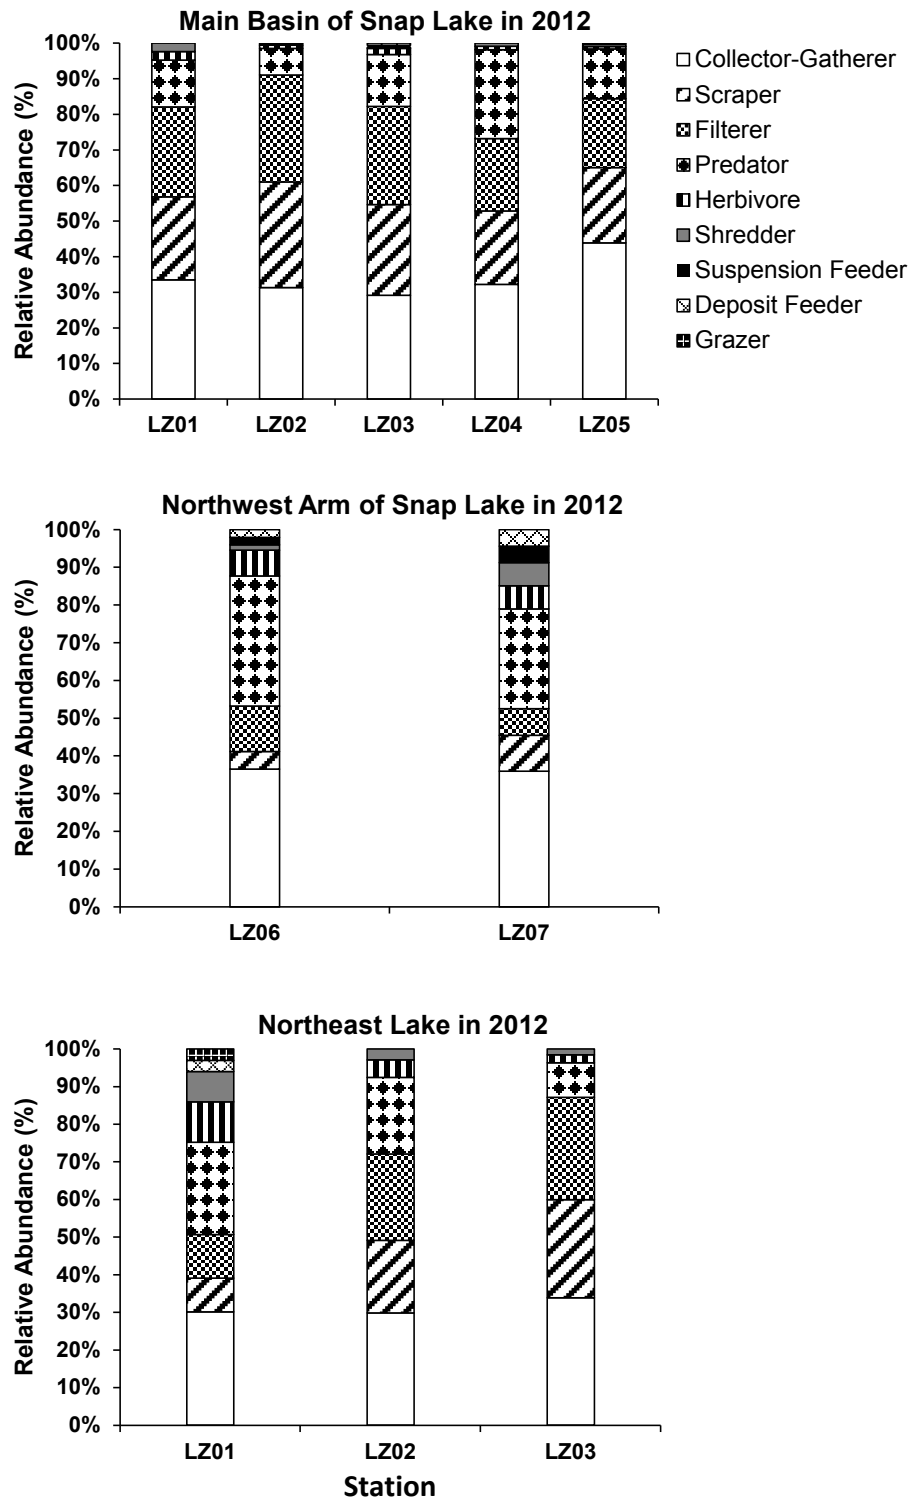 Main Basin of Snap Lake in 2012
Relative Abundance (%)
100%
90%
80%
70%
60%
50%
40%
30%
20%
10%
0%
LZ01 LZ02 LZ03 LZ04 LZ05
Collector-Gatherer
Scraper
Filterer
Predator
Herbivore
Shredder
Suspension Feeder
Deposit Feeder
Grazer
Northwest Arm of Snap Lake in 2012
Relative Abundance (%)
100%
90%
80%
70%
60%
50%
40%
30%
20%
10%
0%
LZ06 LZ07
Northeast Lake in 2012
Relative Abundance (%)
100%
90%
80%
70%
60%
50%
40%
30%
20%
10%
0%
LZ01 LZ02 LZ03
Station